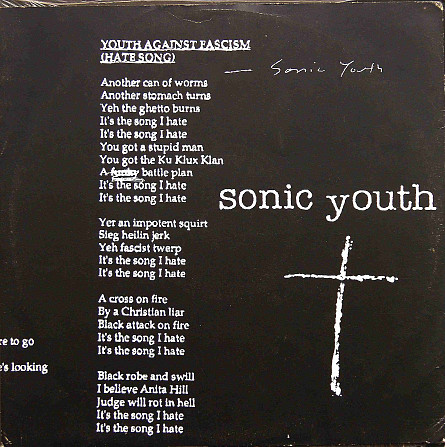 YOUTH AGAINST FASCISM
(HATE SONG)
— Sonic Youth
Another can of worms
Another stomach turns
Yeh the ghetto burns
It's the song I hate
It's the song I hate
You got a stupid man
You got the Ku Klux Klan
A funky battle plan
It's the song I hate
It's the song I hate
sonic youth
Yer an impotent squirt
Sieg heilin jerk
Yeh fascist twerp
It's the song I hate
It's the song I hate
A cross on fire
By a Christian liar
Black attack on fire
It's the song I hate
It's the song I hate
re to go
e's looking
Black robe and swill
I believe Anita Hill
Judge will rot in hell
It's the song I hate
It's the song I hate